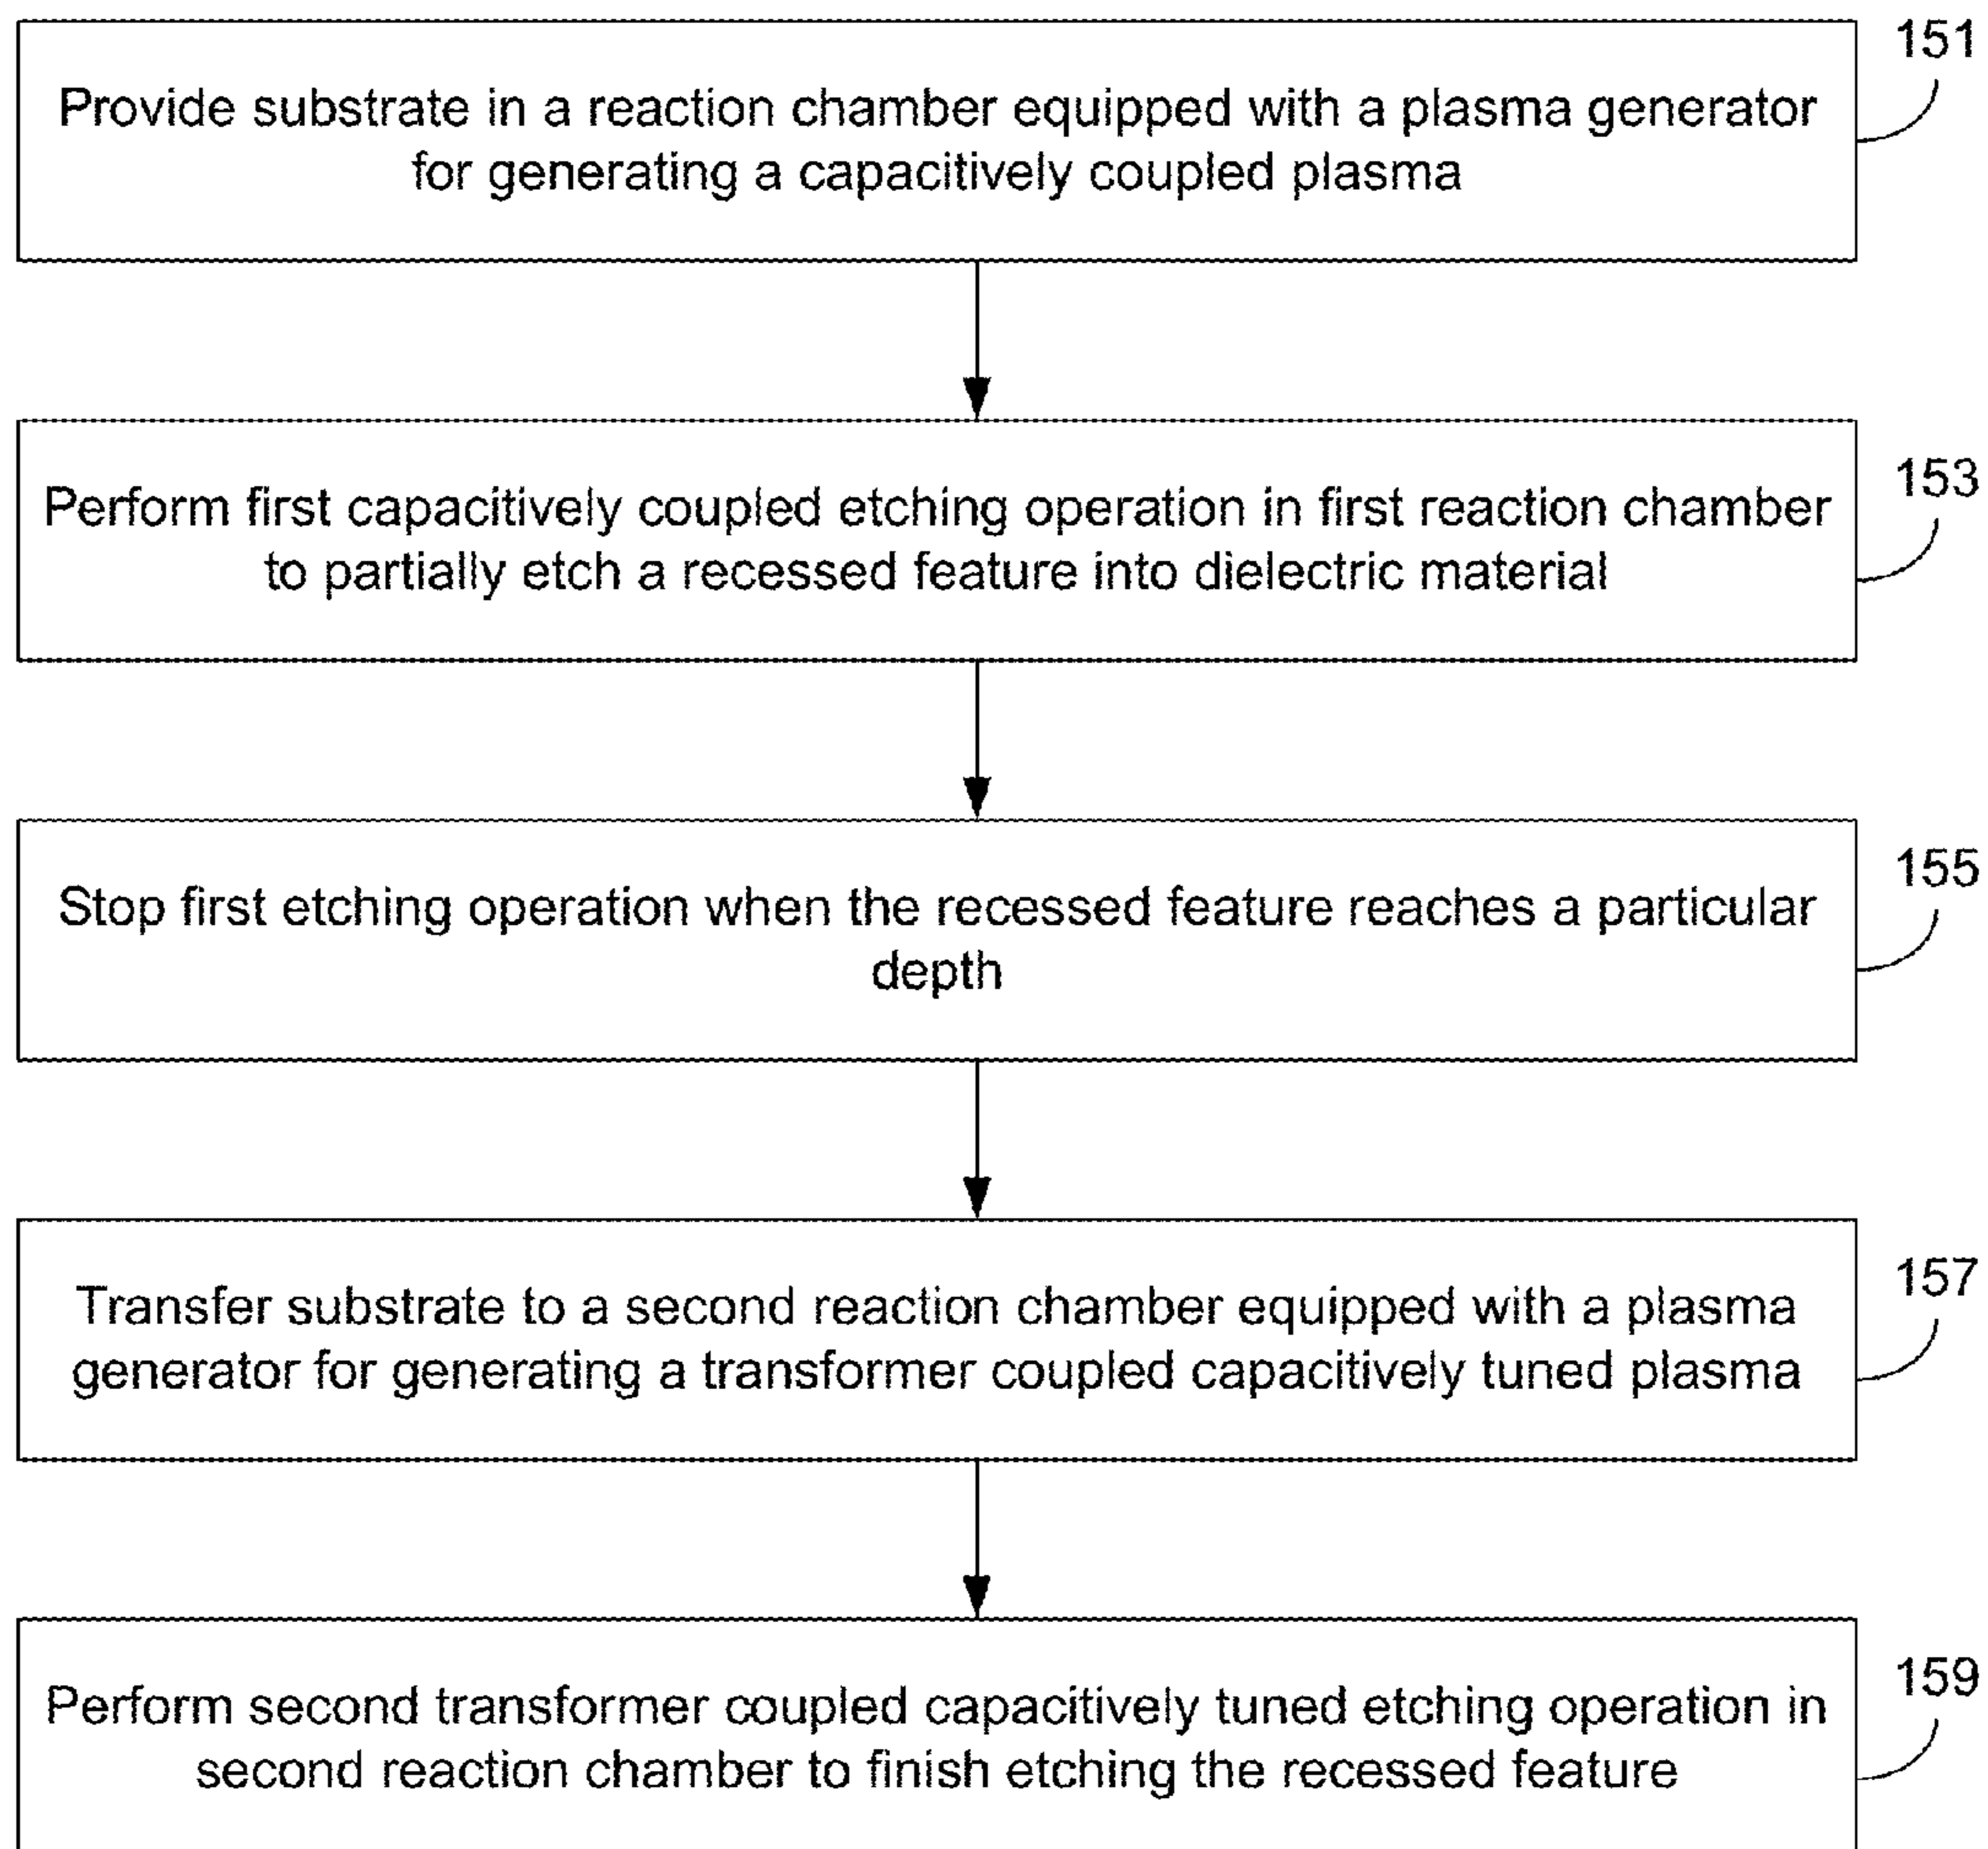 151
Provide substrate in a reaction chamber equipped with a plasma generator
for generating a capacitively coupled plasma
153
Perform first capacitively coupled etching operation in first reaction chamber
to partially etch a recessed feature into dielectric material
155
Stop first etching operation when the recessed feature reaches a particular
depth
157
Transfer substrate to a second reaction chamber equipped with a plasma
generator for generating a transformer coupled capacitively tuned plasma
159
Perform second transformer coupled capacitively tuned etching operation in
second reaction chamber to finish etching the recessed feature